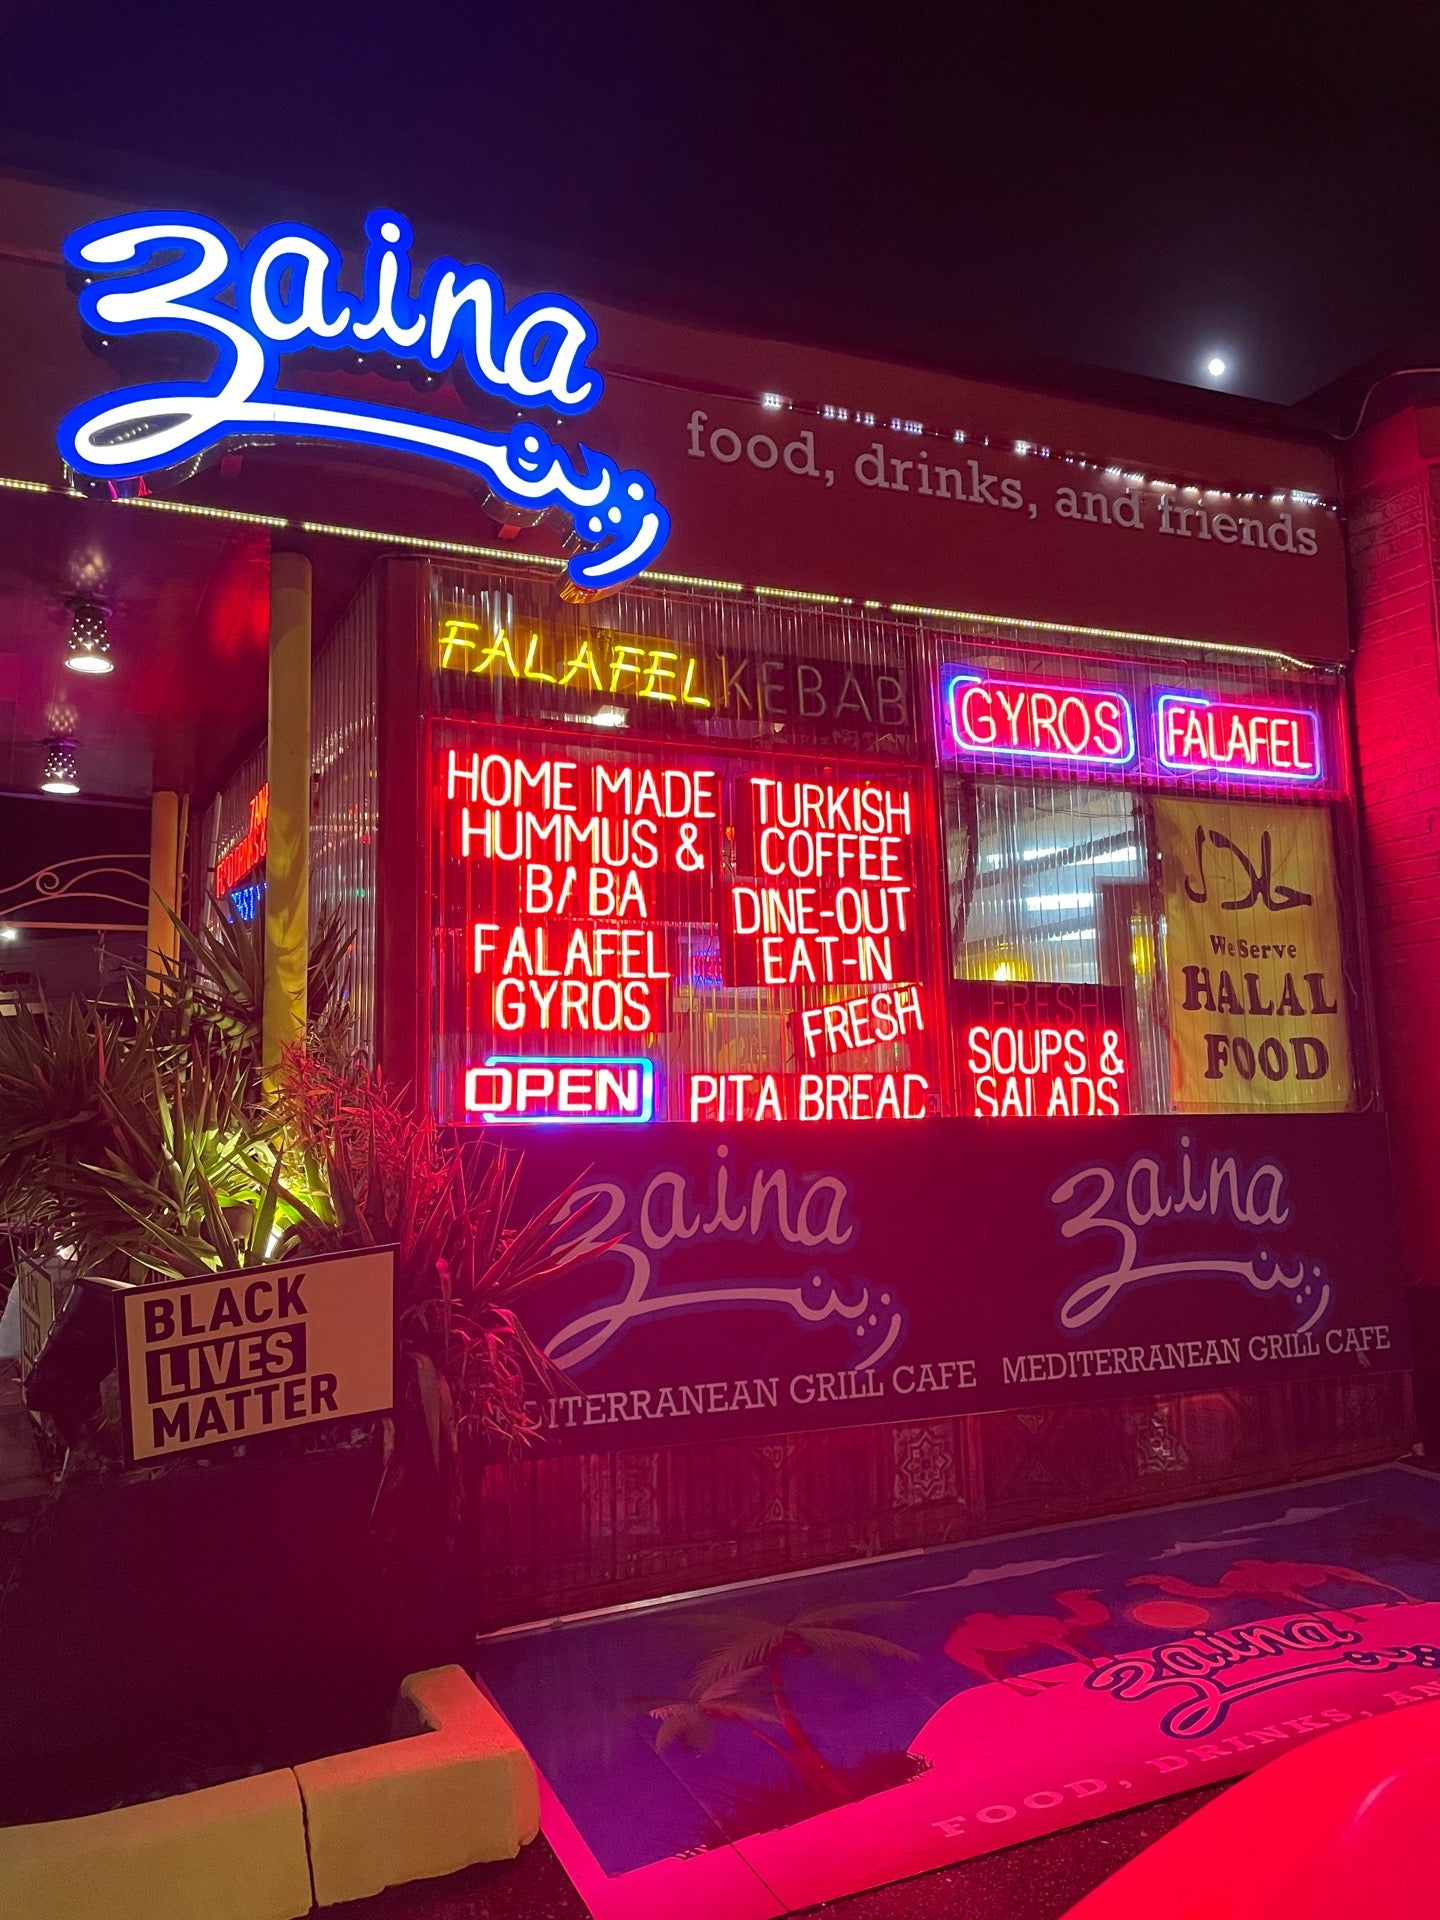 zaina
زينة
food, drinks, and friends
FALAFEL
KEBAB
GYROS
FALAFEL
HOME MADE
HUMMUS &
BABA
FALAFEL
GYROS
OPEN
TURKISH
COFFEE
DINE-OUT
EAT-IN
FRESH
PITA BREAD
FRESH
SOUPS &
SALADS
حلال
We Serve
HALAL
FOOD
zaina
زينة
MEDITERRANEAN GRILL CAFE
zaina
زينة
MEDITERRANEAN GRILL CAFE
BLACK
LIVES
MATTER
zaina
زينة
FOOD, DRINKS,